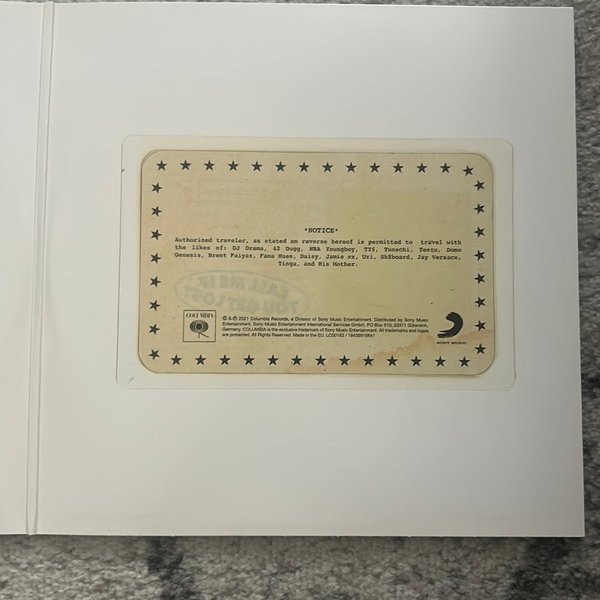 *NOTICE*
Authorized traveler, as stated on reverse hereof is permitted to travel with
the likes of: DJ Drama, 42 Dugg, NBA Youngboy, TY$, Tunechi, Teezo, Domo
Genesis, Brent Faiyaz, Fana Hues, Daisy, Jamie xx, Uzi, Sk8board, Jay Versace,
Tinga, and His Mother.
CALL ME IF
YOU GET LOST
COLUMBIA
© & ℗ 2021 Columbia Records, a Division of Sony Music Entertainment. Distributed by Sony Music
Entertainment. Sony Music Entertainment International Services GmbH, PO Box 510, 33311 Gütersloh,
Germany. COLUMBIA is the exclusive trademark of Sony Music Entertainment. All trademarks and logos
are protected. All Rights Reserved. Made in the EU. LC00162 / 19439916641
SONY MUSIC